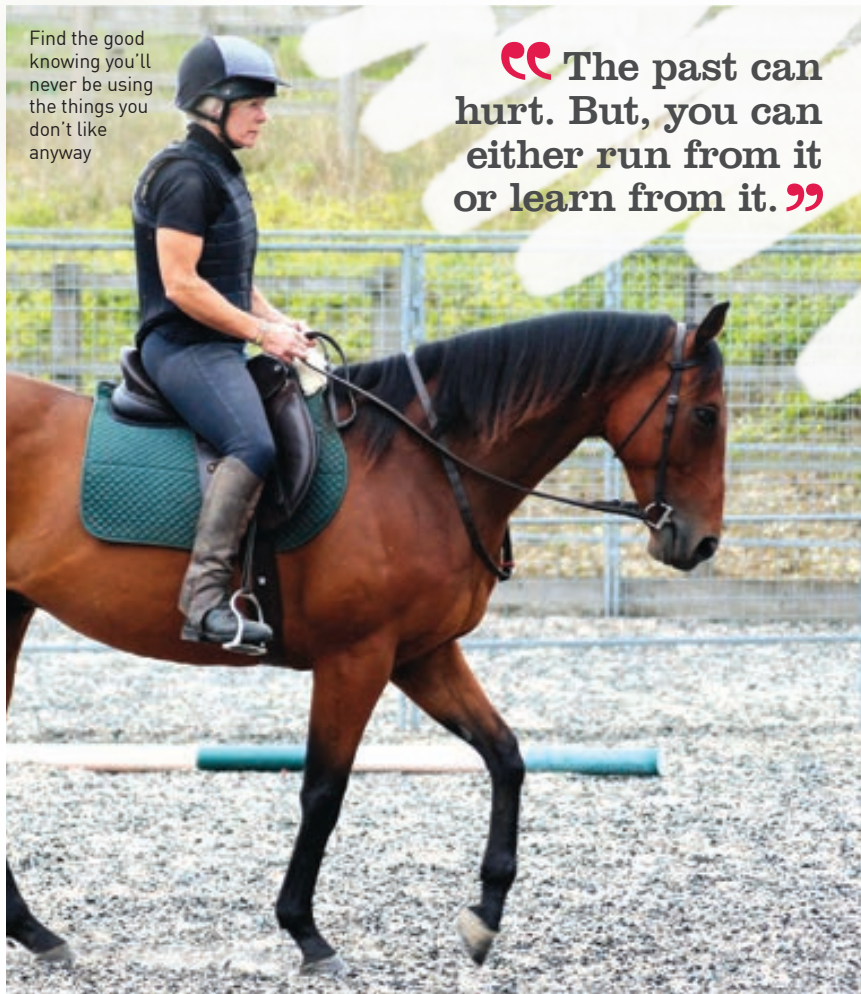 Find the good
knowing you'll
never be using
the things you
don't like
anyway
“ The past can
hurt. But, you can
either run from it
or learn from it. ”